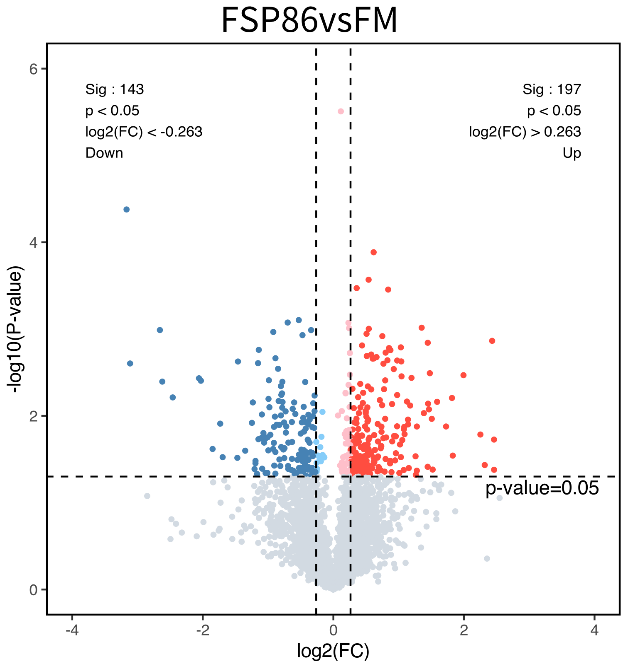 FSP86vsFM
Sig : 143
p < 0.05
log2(FC) < -0.263
Down
Sig : 197
p < 0.05
log2(FC) > 0.263
Up
6
4
2
0
-log10(P-value)
p-value=0.05
-4
-2
0
2
4
log2(FC)